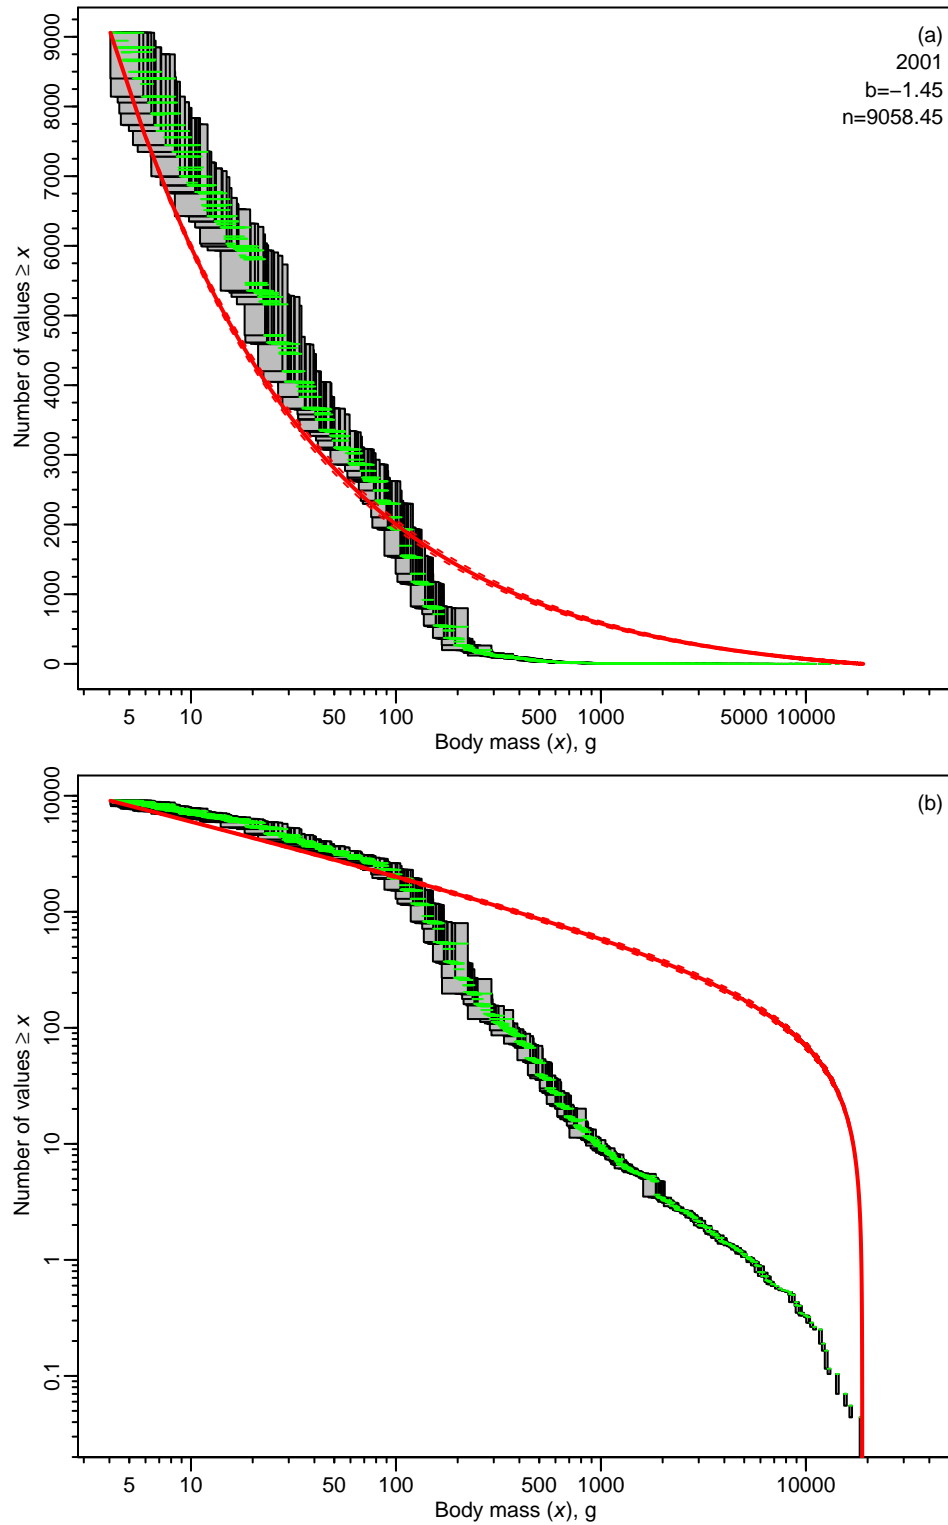 (a)
2001
b=−1.45
n=9058.45
Number of values ≥ x
0 1000 2000 3000 4000 5000 6000 7000 8000 9000
5 10 50 100 500 1000 5000 10000
Body mass (x), g
(b)
Number of values ≥ x
0.1 1 10 100 1000 10000
5 10 50 100 500 1000 10000
Body mass (x), g